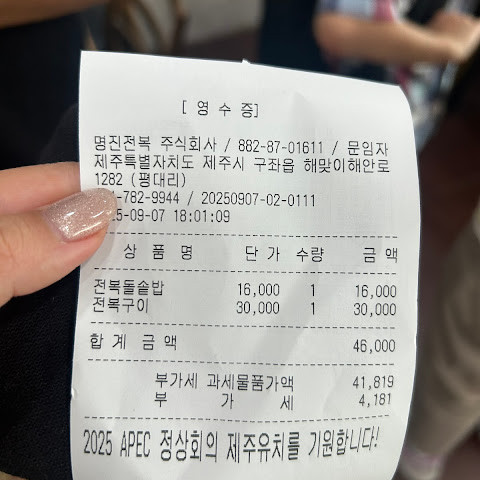 [ 영 수 증]
명진전복 주식회사 / 882-87-01611 / 문임자
제주특별자치도 제주시 구좌읍 해맞이해안로
1282 (평대리)
-782-9944 / 20250907-02-0111
5-09-07 18:01:09
상 품 명 단 가 수량 금 액
전복돌솥밥 16,000 1 16,000
전복구이 30,000 1 30,000
합 계 금 액 46,000
부가세 과세물품가액 41,819
부 가 세 4,181
2025 APEC 정상회의 제주유치를 기원합니다!